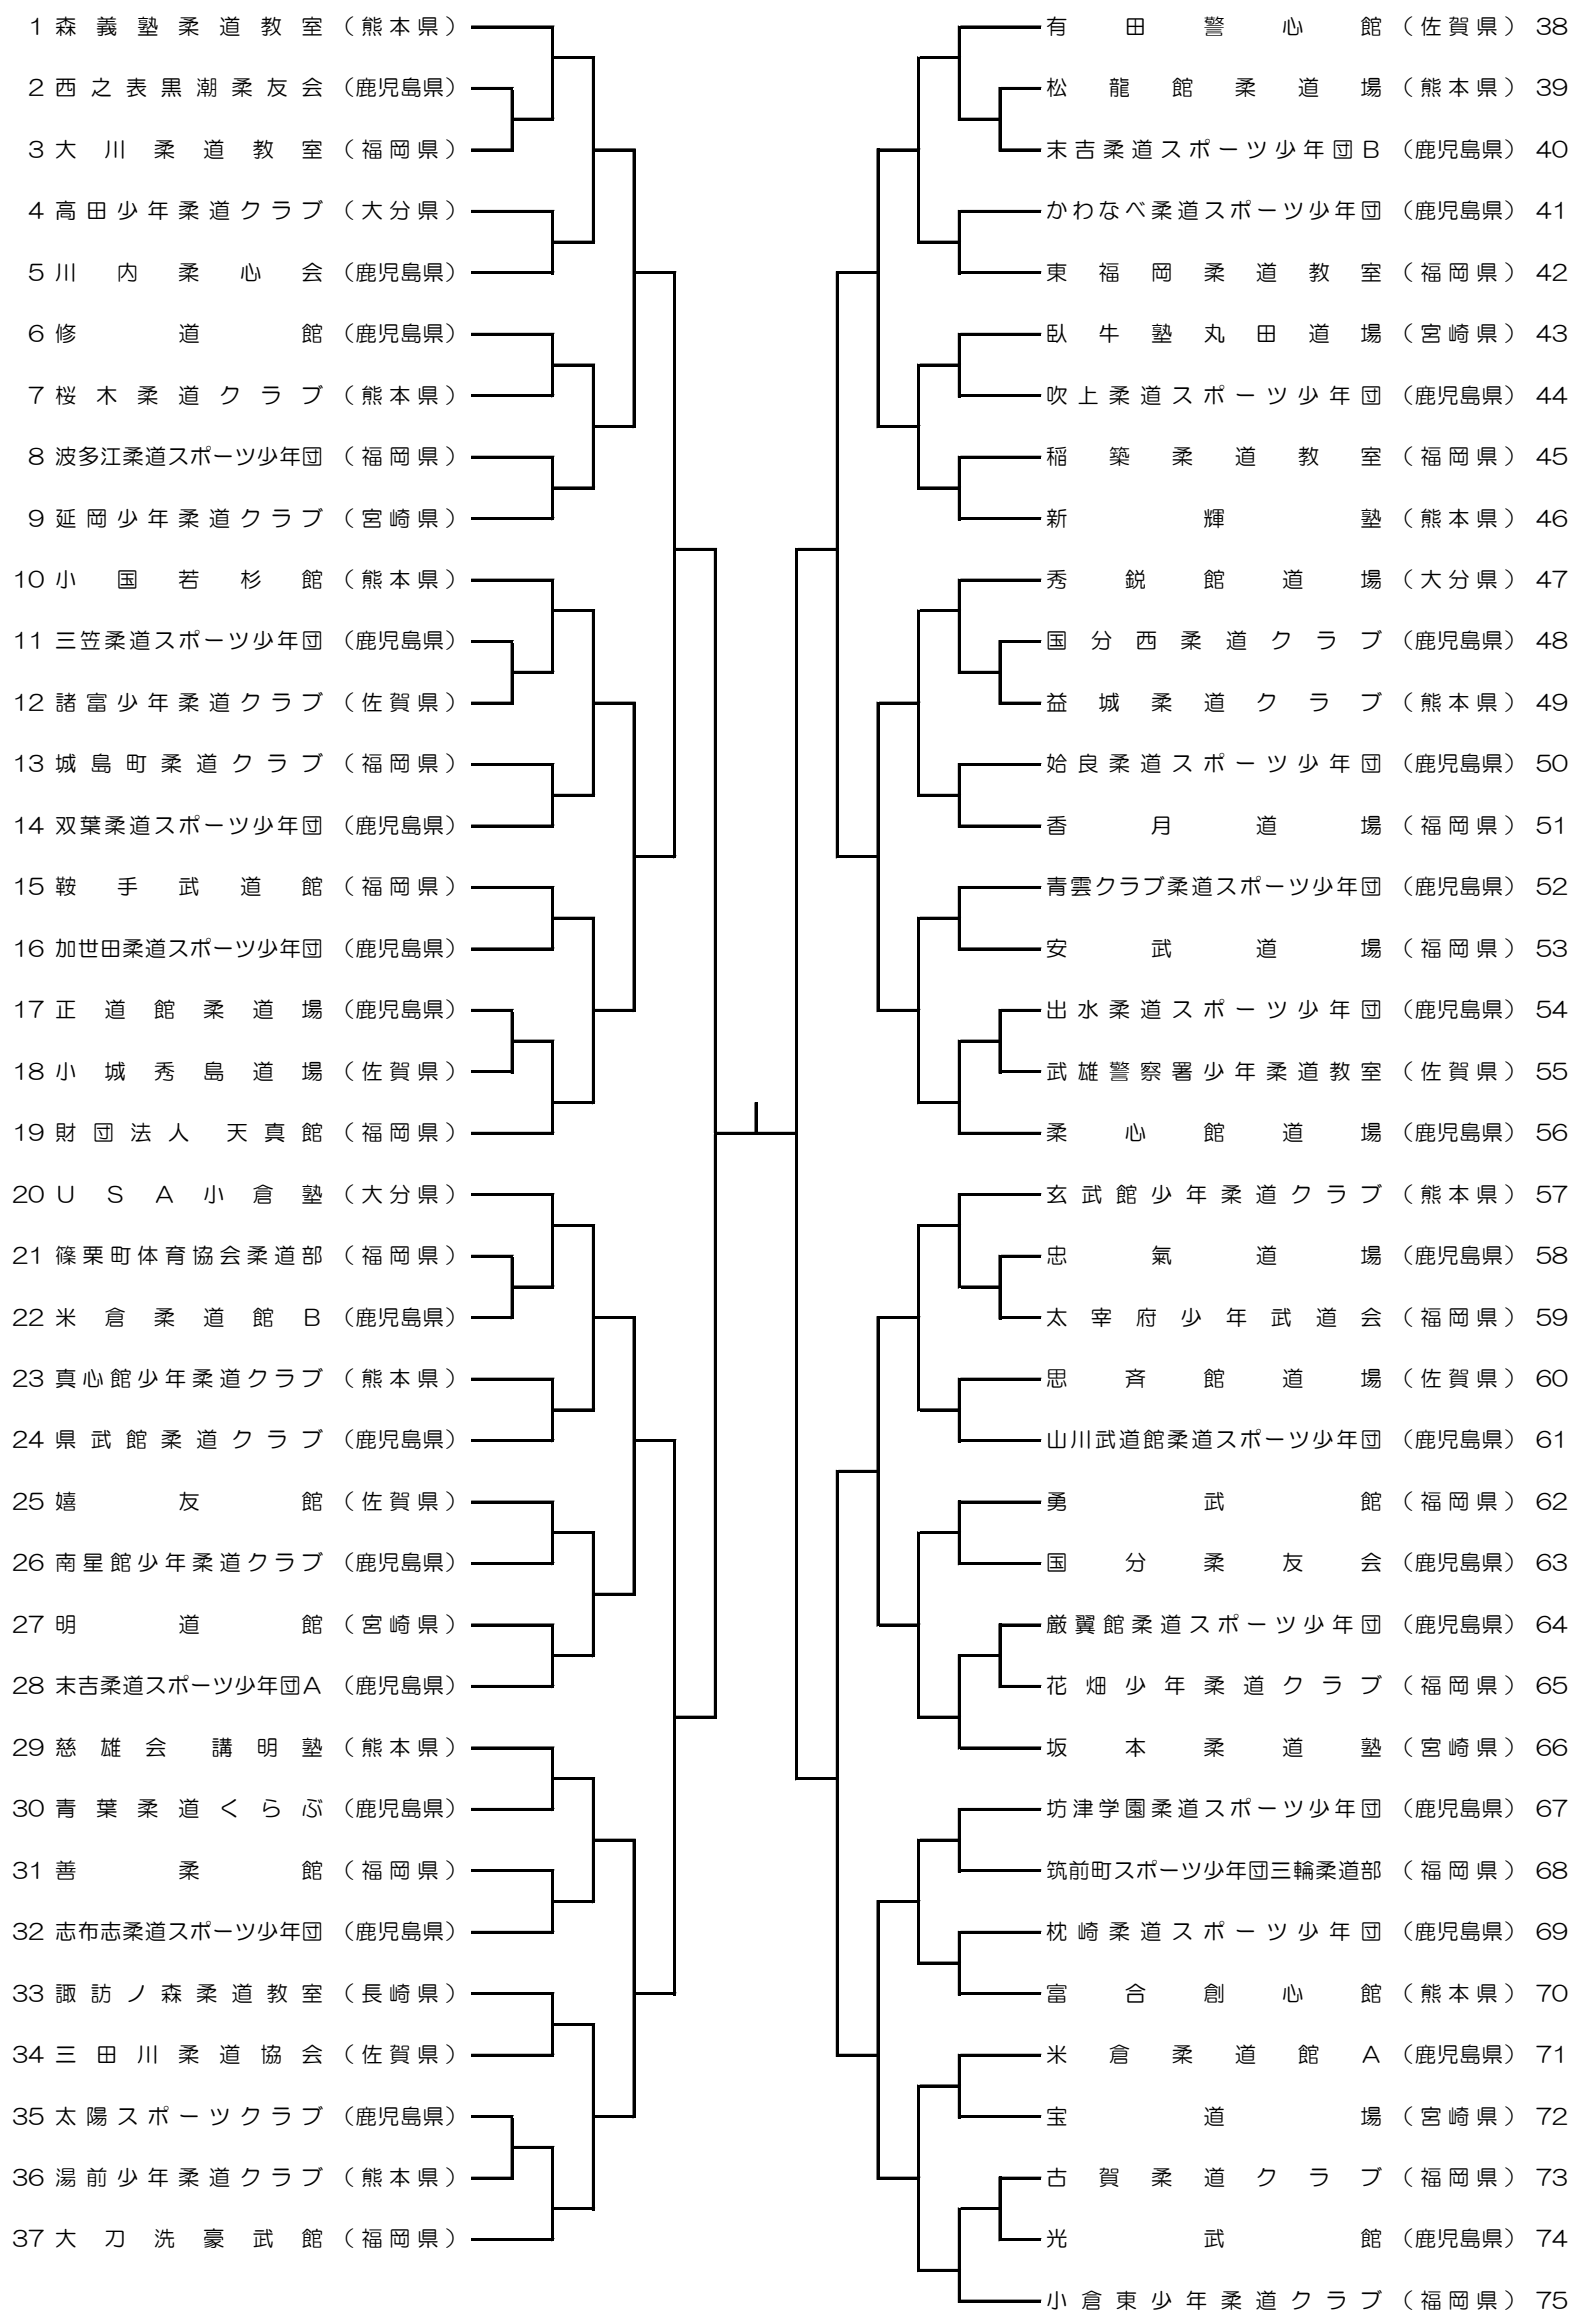 1 森義塾柔道教室 (熊本県)
2 西之表黒潮柔友会 (鹿児島県)
3 大川柔道教室 (福岡県)
4 高田少年柔道クラブ (大分県)
5 川内柔心会 (鹿児島県)
6 修道館 (鹿児島県)
7 桜木柔道クラブ (熊本県)
8 波多江柔道スポーツ少年団 (福岡県)
9 延岡少年柔道クラブ (宮崎県)
10 小国若杉館 (熊本県)
11 三笠柔道スポーツ少年団 (鹿児島県)
12 諸富少年柔道クラブ (佐賀県)
13 城島町柔道クラブ (福岡県)
14 双葉柔道スポーツ少年団 (鹿児島県)
15 鞍手武道館 (福岡県)
16 加世田柔道スポーツ少年団 (鹿児島県)
17 正道館柔道場 (鹿児島県)
18 小城秀島道場 (佐賀県)
19 財団法人 天真館 (福岡県)
20 USA小倉塾 (大分県)
21 篠栗町体育協会柔道部 (福岡県)
22 米倉柔道館B (鹿児島県)
23 真心館少年柔道クラブ (熊本県)
24 県武館柔道クラブ (鹿児島県)
25 嬉友館 (佐賀県)
26 南星館少年柔道クラブ (鹿児島県)
27 明道館 (宮崎県)
28 末吉柔道スポーツ少年団A (鹿児島県)
29 慈雄会 講明塾 (熊本県)
30 青葉柔道くらぶ (鹿児島県)
31 善柔館 (福岡県)
32 志布志柔道スポーツ少年団 (鹿児島県)
33 諏訪ノ森柔道教室 (長崎県)
34 三田川柔道協会 (佐賀県)
35 太陽スポーツクラブ (鹿児島県)
36 湯前少年柔道クラブ (熊本県)
37 大刀洗豪武館 (福岡県)
有田警心館 (佐賀県) 38
松龍館柔道場 (熊本県) 39
末吉柔道スポーツ少年団B (鹿児島県) 40
かわなべ柔道スポーツ少年団 (鹿児島県) 41
東福岡柔道教室 (福岡県) 42
臥牛塾丸田道場 (宮崎県) 43
吹上柔道スポーツ少年団 (鹿児島県) 44
稲築柔道教室 (福岡県) 45
新輝塾 (熊本県) 46
秀鋭館道場 (大分県) 47
国分西柔道クラブ (鹿児島県) 48
益城柔道クラブ (熊本県) 49
姶良柔道スポーツ少年団 (鹿児島県) 50
香月道場 (福岡県) 51
青雲クラブ柔道スポーツ少年団 (鹿児島県) 52
安武道場 (福岡県) 53
出水柔道スポーツ少年団 (鹿児島県) 54
武雄警察署少年柔道教室 (佐賀県) 55
柔心館道場 (鹿児島県) 56
玄武館少年柔道クラブ (熊本県) 57
忠氣道場 (鹿児島県) 58
太宰府少年武道会 (福岡県) 59
思斉館道場 (佐賀県) 60
山川武道館柔道スポーツ少年団 (鹿児島県) 61
勇武館 (福岡県) 62
国分柔友会 (鹿児島県) 63
厳翼館柔道スポーツ少年団 (鹿児島県) 64
花畑少年柔道クラブ (福岡県) 65
坂本柔道塾 (宮崎県) 66
坊津学園柔道スポーツ少年団 (鹿児島県) 67
筑前町スポーツ少年団三輪柔道部 (福岡県) 68
枕崎柔道スポーツ少年団 (鹿児島県) 69
富合創心館 (熊本県) 70
米倉柔道館A (鹿児島県) 71
宝道場 (宮崎県) 72
古賀柔道クラブ (福岡県) 73
光武館 (鹿児島県) 74
小倉東少年柔道クラブ (福岡県) 75